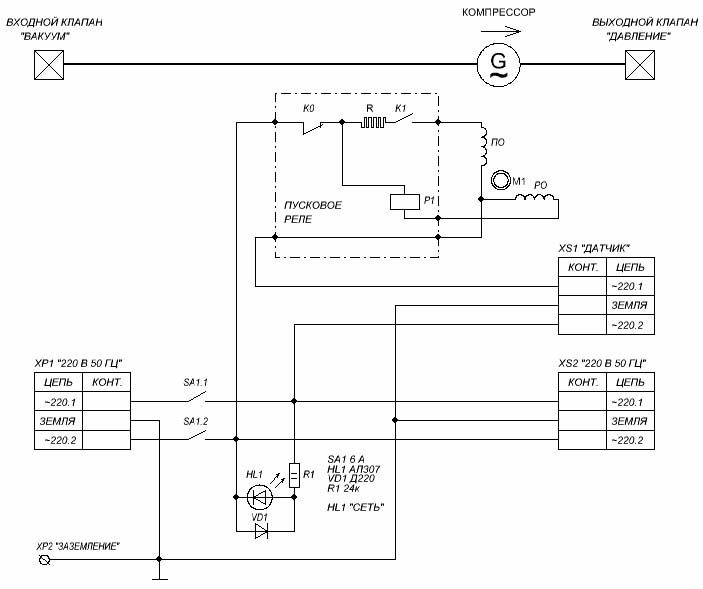 КОМПРЕССОР
ВХОДНОЙ КЛАПАН
"ВАКУУМ"
ВЫХОДНОЙ КЛАПАН
"ДАВЛЕНИЕ"
G
~
K0
R
K1
ПО
М1
РО
Р1
ПУСКОВОЕ
РЕЛЕ
XS1 "ДАТЧИК"
КОНТ. ЦЕПЬ
~220.1
ЗЕМЛЯ
~220.2
XP1 "220 В 50 ГЦ"
ЦЕПЬ КОНТ.
~220.1
ЗЕМЛЯ
~220.2
SA1.1
SA1.2
XS2 "220 В 50 ГЦ"
КОНТ. ЦЕПЬ
~220.1
ЗЕМЛЯ
~220.2
HL1
R1
VD1
SA1 6 А
HL1 АЛ307
VD1 Д220
R1 24к
HL1 "СЕТЬ"
XP2 "ЗАЗЕМЛЕНИЕ"